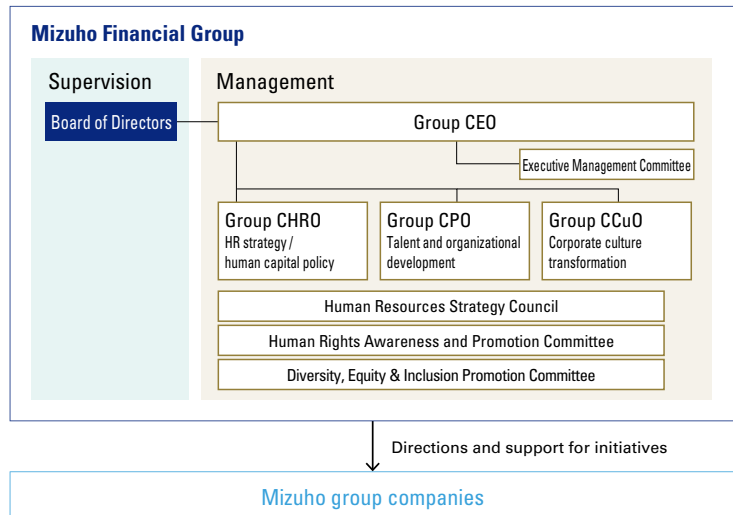 Mizuho Financial Group
Supervision
Management
Board of Directors
Group CEO
Executive Management Committee
Group CHRO
HR strategy /
human capital policy
Group CPO
Talent and organizational
development
Group CCuO
Corporate culture
transformation
Human Resources Strategy Council
Human Rights Awareness and Promotion Committee
Diversity, Equity & Inclusion Promotion Committee
Directions and support for initiatives
Mizuho group companies